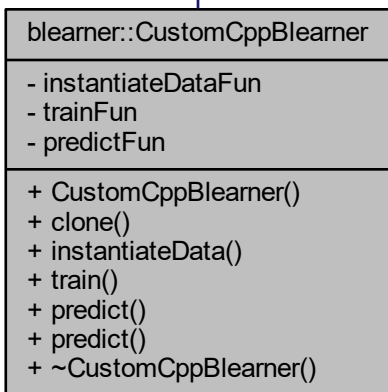 blearner::CustomCppBlearner
- instantiateDataFun
- trainFun
- predictFun
+ CustomCppBlearner()
+ clone()
+ instantiateData()
+ train()
+ predict()
+ predict()
+ ~CustomCppBlearner()